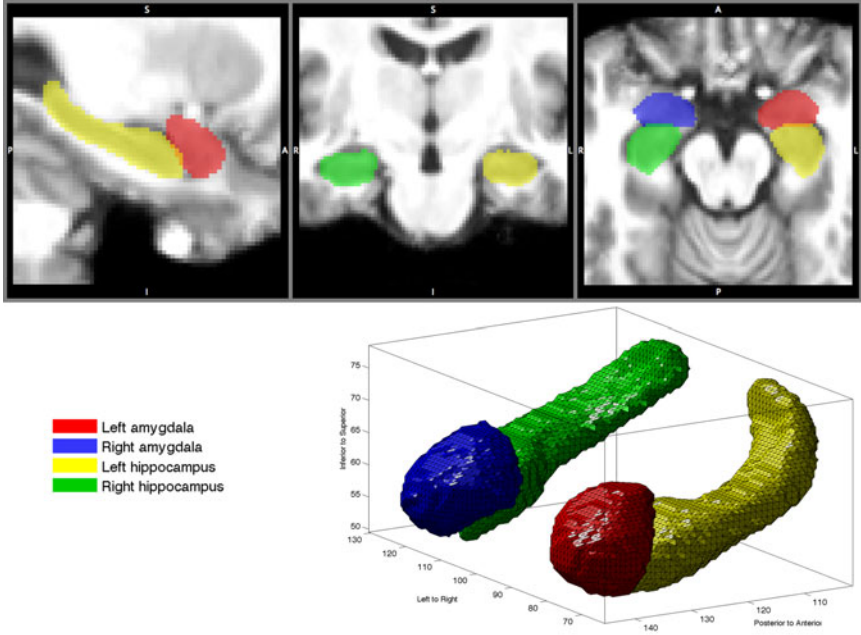 S
S
A
P
A
R
L
R
L
I
I
P
Left amygdala
Right amygdala
Left hippocampus
Right hippocampus
Inferior to Superior
75
70
65
60
55
50
130
120
110
100
90
80
70
Left to Right
140
130
120
110
Posterior to Anterior